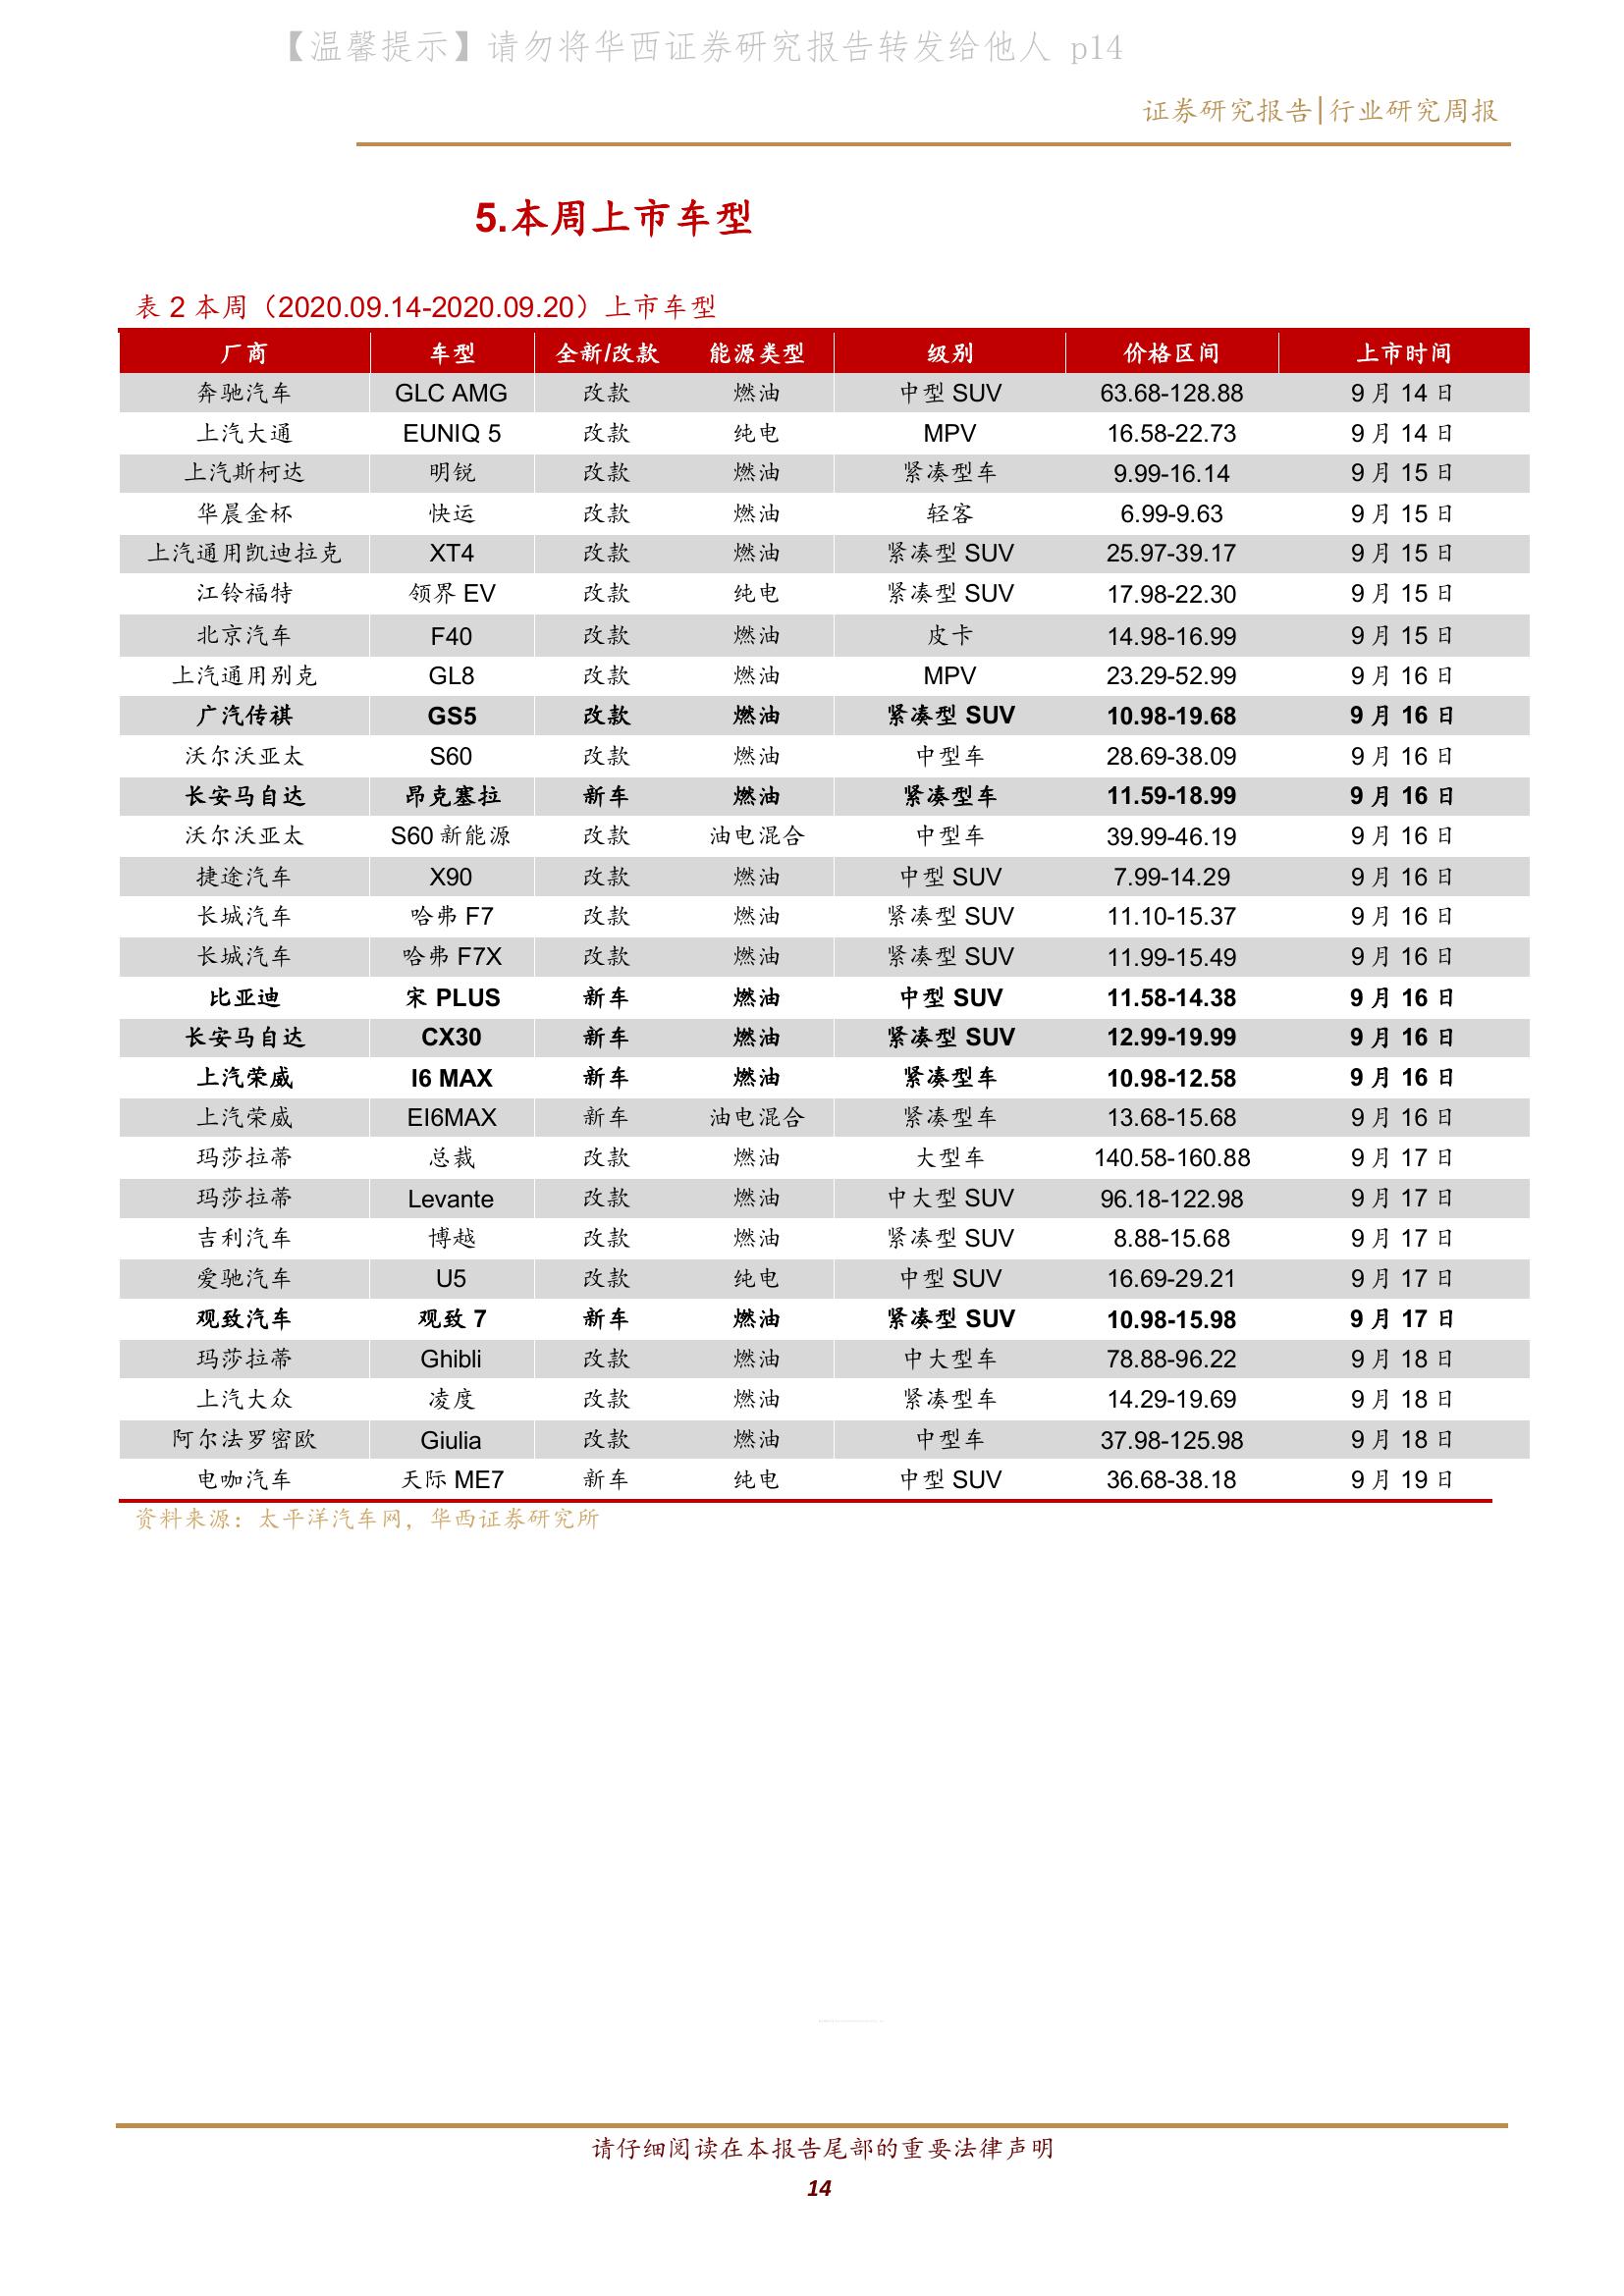 【温馨提示】请勿将华西证券研究报告转发给他人 p14
证券研究报告|行业研究周报
5.本周上市车型
表 2 本周（2020.09.14-2020.09.20）上市车型
厂商 车型 全新/改款 能源类型 级别 价格区间 上市时间
奔驰汽车 GLC AMG 改款 燃油 中型 SUV 63.68-128.88 9 月 14 日
上汽大通 EUNIQ 5 改款 纯电 MPV 16.58-22.73 9 月 14 日
上汽斯柯达 明锐 改款 燃油 紧凑型车 9.99-16.14 9 月 15 日
华晨金杯 快运 改款 燃油 轻客 6.99-9.63 9 月 15 日
上汽通用凯迪拉克 XT4 改款 燃油 紧凑型 SUV 25.97-39.17 9 月 15 日
江铃福特 领界 EV 改款 纯电 紧凑型 SUV 17.98-22.30 9 月 15 日
北京汽车 F40 改款 燃油 皮卡 14.98-16.99 9 月 15 日
上汽通用别克 GL8 改款 燃油 MPV 23.29-52.99 9 月 16 日
广汽传祺 GS5 改款 燃油 紧凑型 SUV 10.98-19.68 9 月 16 日
沃尔沃亚太 S60 改款 燃油 中型车 28.69-38.09 9 月 16 日
长安马自达 昂克塞拉 新车 燃油 紧凑型车 11.59-18.99 9 月 16 日
沃尔沃亚太 S60 新能源 改款 油电混合 中型车 39.99-46.19 9 月 16 日
捷途汽车 X90 改款 燃油 中型 SUV 7.99-14.29 9 月 16 日
长城汽车 哈弗 F7 改款 燃油 紧凑型 SUV 11.10-15.37 9 月 16 日
长城汽车 哈弗 F7X 改款 燃油 紧凑型 SUV 11.99-15.49 9 月 16 日
比亚迪 宋 PLUS 新车 燃油 中型 SUV 11.58-14.38 9 月 16 日
长安马自达 CX30 新车 燃油 紧凑型 SUV 12.99-19.99 9 月 16 日
上汽荣威 I6 MAX 新车 燃油 紧凑型车 10.98-12.58 9 月 16 日
上汽荣威 EI6MAX 新车 油电混合 紧凑型车 13.68-15.68 9 月 16 日
玛莎拉蒂 总裁 改款 燃油 大型车 140.58-160.88 9 月 17 日
玛莎拉蒂 Levante 改款 燃油 中大型 SUV 96.18-122.98 9 月 17 日
吉利汽车 博越 改款 燃油 紧凑型 SUV 8.88-15.68 9 月 17 日
爱驰汽车 U5 改款 纯电 中型 SUV 16.69-29.21 9 月 17 日
观致汽车 观致 7 新车 燃油 紧凑型 SUV 10.98-15.98 9 月 17 日
玛莎拉蒂 Ghibli 改款 燃油 中大型车 78.88-96.22 9 月 18 日
上汽大众 凌度 改款 燃油 紧凑型车 14.29-19.69 9 月 18 日
阿尔法罗密欧 Giulia 改款 燃油 中型车 37.98-125.98 9 月 18 日
电咖汽车 天际 ME7 新车 纯电 中型 SUV 36.68-38.18 9 月 19 日
资料来源：太平洋汽车网，华西证券研究所
请仔细阅读在本报告尾部的重要法律声明
14